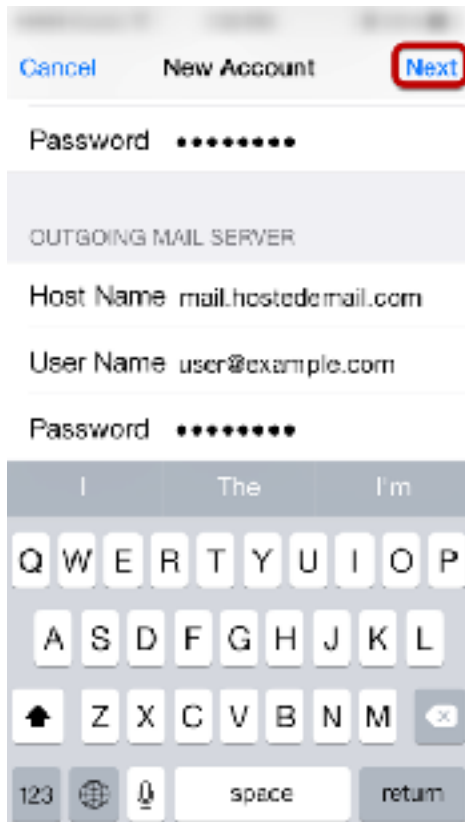 Cancel New Account Next
Password ••••••••
OUTGOING MAIL SERVER
Host Name mail.hostedemail.com
User Name user@example.com
Password ••••••••
I The I'm
Q W E R T Y U I O P
A S D F G H J K L
Z X C V B N M
123 space return